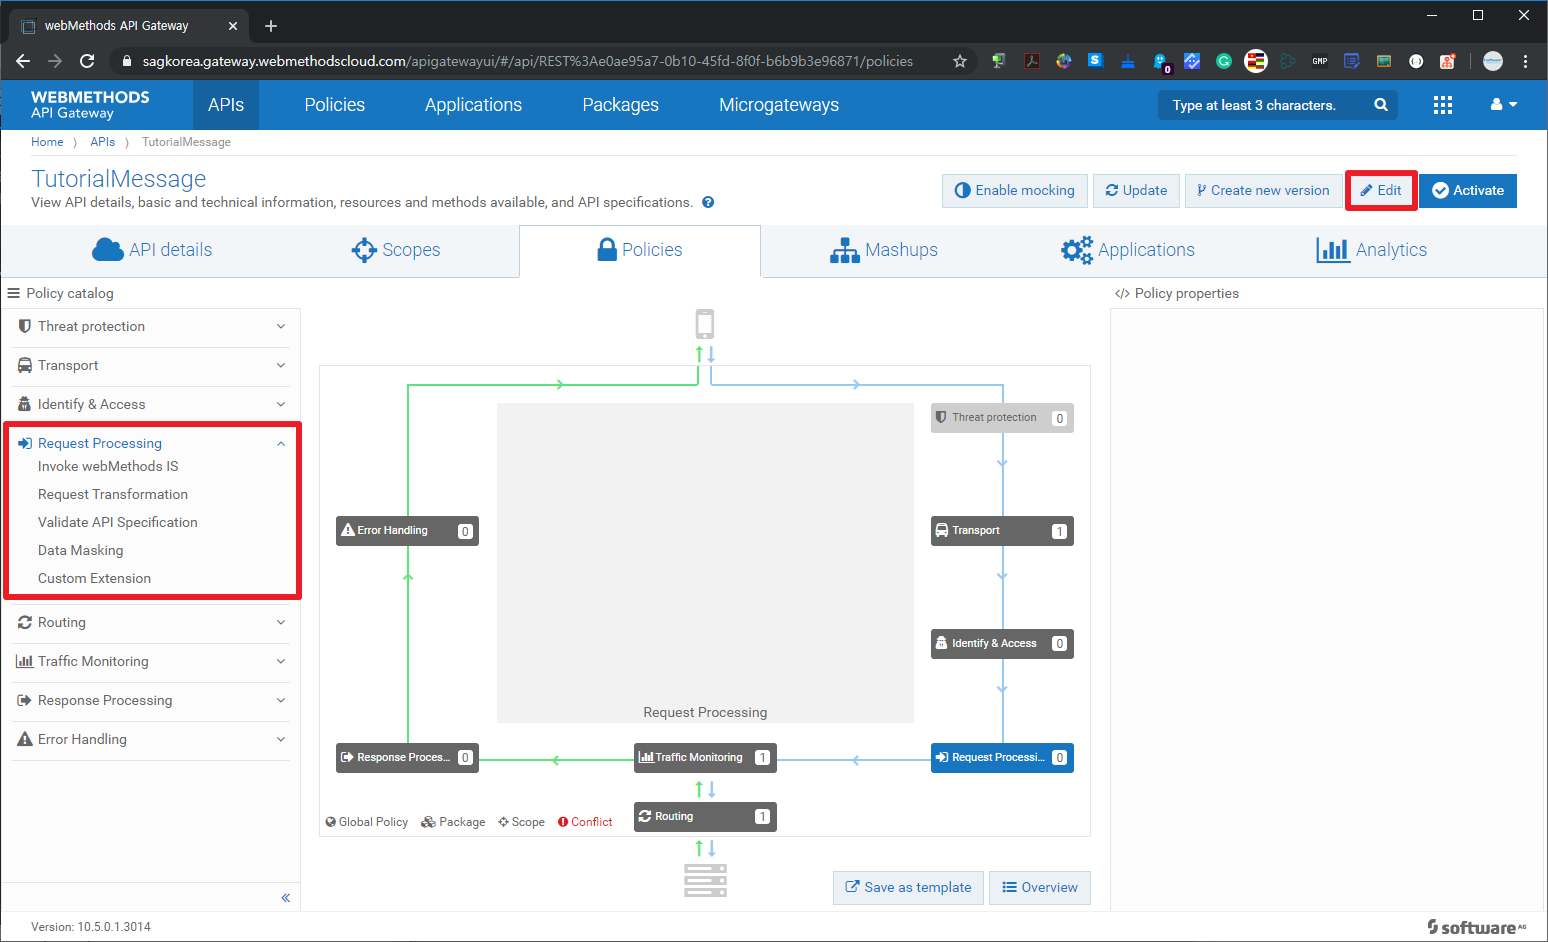 webMethods API Gateway
sagkorea.gateway.webmethodscloud.com/apigatewayui/#/api/REST%3Ae0ae95a7-0b10-45fd-8f0f-b6b9b3e96871/policies
S
0
G
GMP
WEBMETHODS
API Gateway
APIs
Policies
Applications
Packages
Microgateways
Type at least 3 characters.
Home
APIs
TutorialMessage
TutorialMessage
View API details, basic and technical information, resources and methods available, and API specifications.
?
Enable mocking
Update
Create new version
Edit
Activate
API details
Scopes
Policies
Mashups
Applications
Analytics
Policy catalog
Threat protection
Transport
Identify & Access
Request Processing
Invoke webMethods IS
Request Transformation
Validate API Specification
Data Masking
Custom Extension
Routing
Traffic Monitoring
Response Processing
Error Handling
Threat protection 0
Error Handling 0
Transport 1
Identify & Access 0
Request Processing
Response Proces... 0
Traffic Monitoring 1
Request Processi... 0
Routing 1
Global Policy
Package
Scope
Conflict
Save as template
Overview
</> Policy properties
Version: 10.5.0.1.3014
software AG